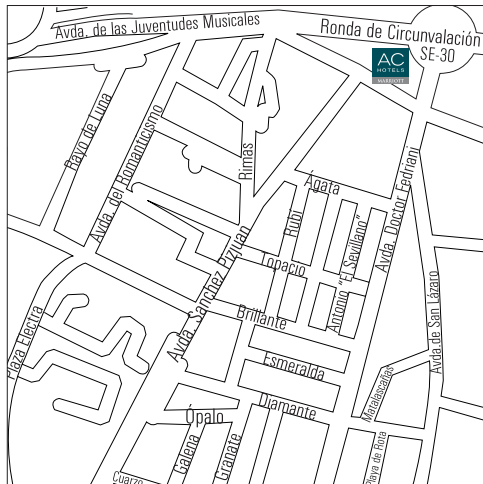 Avda. de las Juventudes Musicales
Ronda de Circunvalación
SE-30
AC
HOTELS
MARRIOTT
Rayo de Luna
Avda. del Romanticismo
Rimas
Ágata
Avda. Doctor Fedriani
Rubí
Antonio "El Sevillano"
Topacio
Avda. Sánchez Pizjuan
Avda. de San Lázaro
Plaza Electra
Brillante
Esmeralda
Matalascañas
Diamante
Ópalo
Galena
Granate
Playa de Rota
Cuarzo